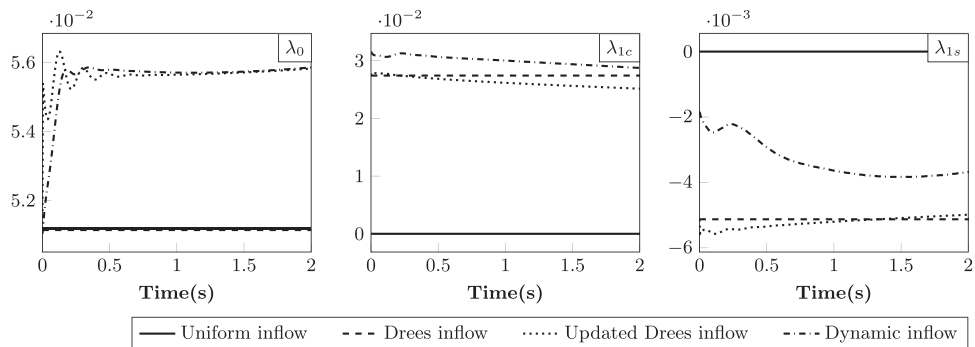 ·10⁻² ·10⁻² ·10⁻³
λ₀ λ₁c λ₁s
5.6
5.4
5.2
3
2
1
0
0
−2
−4
−6
0 0.5 1 1.5 2 0 0.5 1 1.5 2 0 0.5 1 1.5 2
Time(s) Time(s) Time(s)
Uniform inflow Drees inflow Updated Drees inflow Dynamic inflow